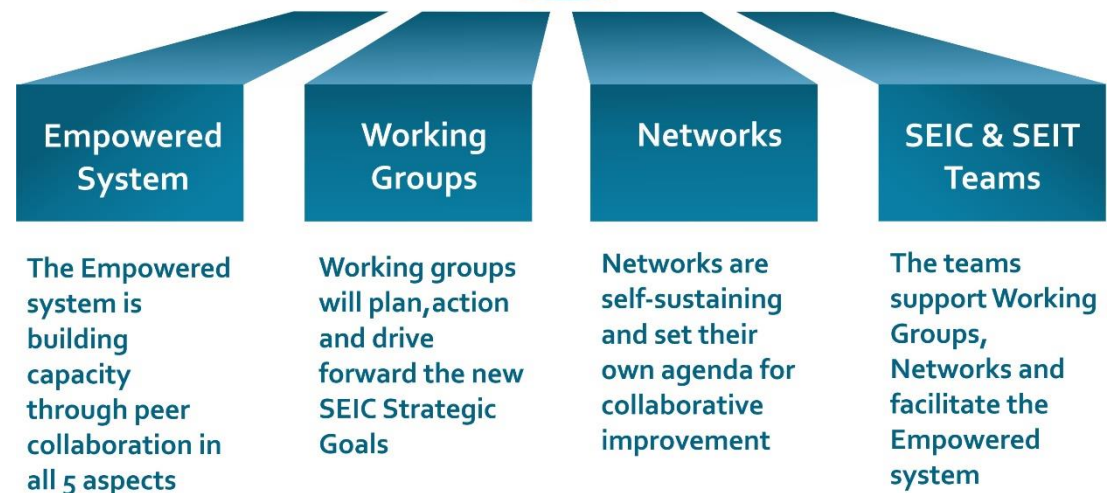 Empowered
System
Working
Groups
Networks
SEIC & SEIT
Teams
The Empowered
system is
building
capacity
through peer
collaboration in
all 5 aspects
Working groups
will plan,action
and drive
forward the new
SEIC Strategic
Goals
Networks are
self-sustaining
and set their
own agenda for
collaborative
improvement
The teams
support Working
Groups,
Networks and
facilitate the
Empowered
system